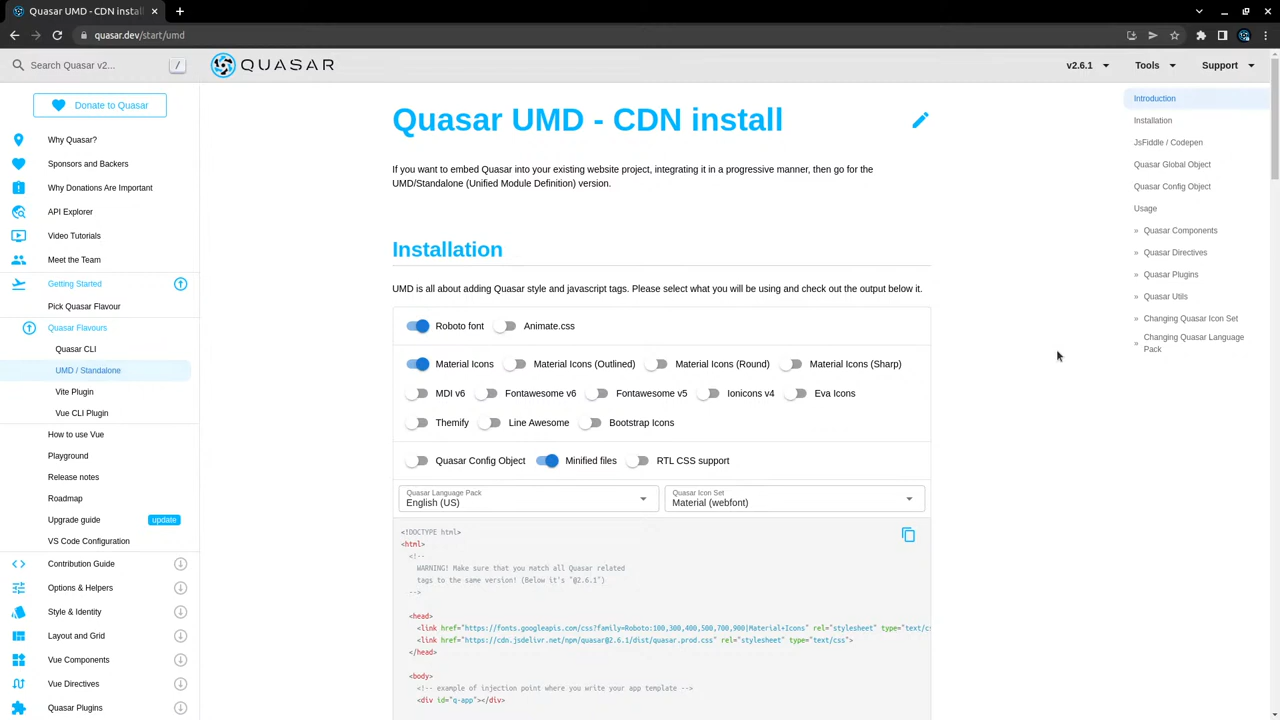 Quasar UMD - CDN install
quasar.dev/start/umd
Search Quasar v2...
/
QUASAR
v2.6.1
Tools
Support
Donate to Quasar
Why Quasar?
Sponsors and Backers
Why Donations Are Important
API Explorer
Video Tutorials
Meet the Team
Getting Started
Pick Quasar Flavour
Quasar Flavours
Quasar CLI
UMD / Standalone
Vite Plugin
Vue CLI Plugin
How to use Vue
Playground
Release notes
Roadmap
Upgrade guide
update
VS Code Configuration
Contribution Guide
Options & Helpers
Style & Identity
Layout and Grid
Vue Components
Vue Directives
Quasar Plugins
Quasar UMD - CDN install
If you want to embed Quasar into your existing website project, integrating it in a progressive manner, then go for the
UMD/Standalone (Unified Module Definition) version.
Installation
UMD is all about adding Quasar style and javascript tags. Please select what you will be using and check out the output below it.
Roboto font Animate.css
Material Icons Material Icons (Outlined) Material Icons (Round) Material Icons (Sharp)
MDI v6 Fontawesome v6 Fontawesome v5 Ionicons v4 Eva Icons
Themify Line Awesome Bootstrap Icons
Quasar Config Object Minified files RTL CSS support
Quasar Language Pack
English (US)
Quasar Icon Set
Material (webfont)
<!DOCTYPE html>
<html>
<!--
WARNING! Make sure that you match all Quasar related
tags to the same version! (Below it's "@2.6.1")
-->
<head>
<link href="https://fonts.googleapis.com/css?family=Roboto:100,300,400,500,700,900|Material+Icons" rel="stylesheet" type="text/cs
<link href="https://cdn.jsdelivr.net/npm/quasar@2.6.1/dist/quasar.prod.css" rel="stylesheet" type="text/css">
</head>
<body>
<!-- example of injection point where you write your app template -->
<div id="q-app"></div>
Introduction
Installation
JsFiddle / Codepen
Quasar Global Object
Quasar Config Object
Usage
» Quasar Components
» Quasar Directives
» Quasar Plugins
» Quasar Utils
» Changing Quasar Icon Set
» Changing Quasar Language
Pack